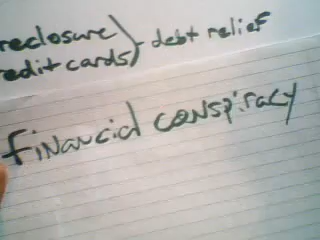 reclosure
edit cards} debt relief
financial conspiracy